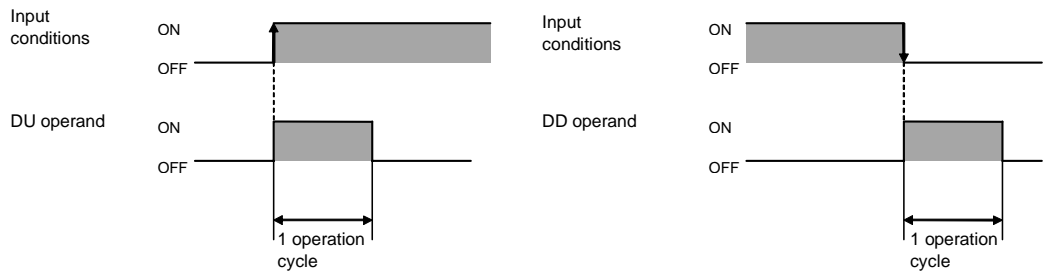 Input
conditions
ON
OFF
DU operand
ON
OFF
1 operation
cycle
Input
conditions
ON
OFF
DD operand
ON
OFF
1 operation
cycle